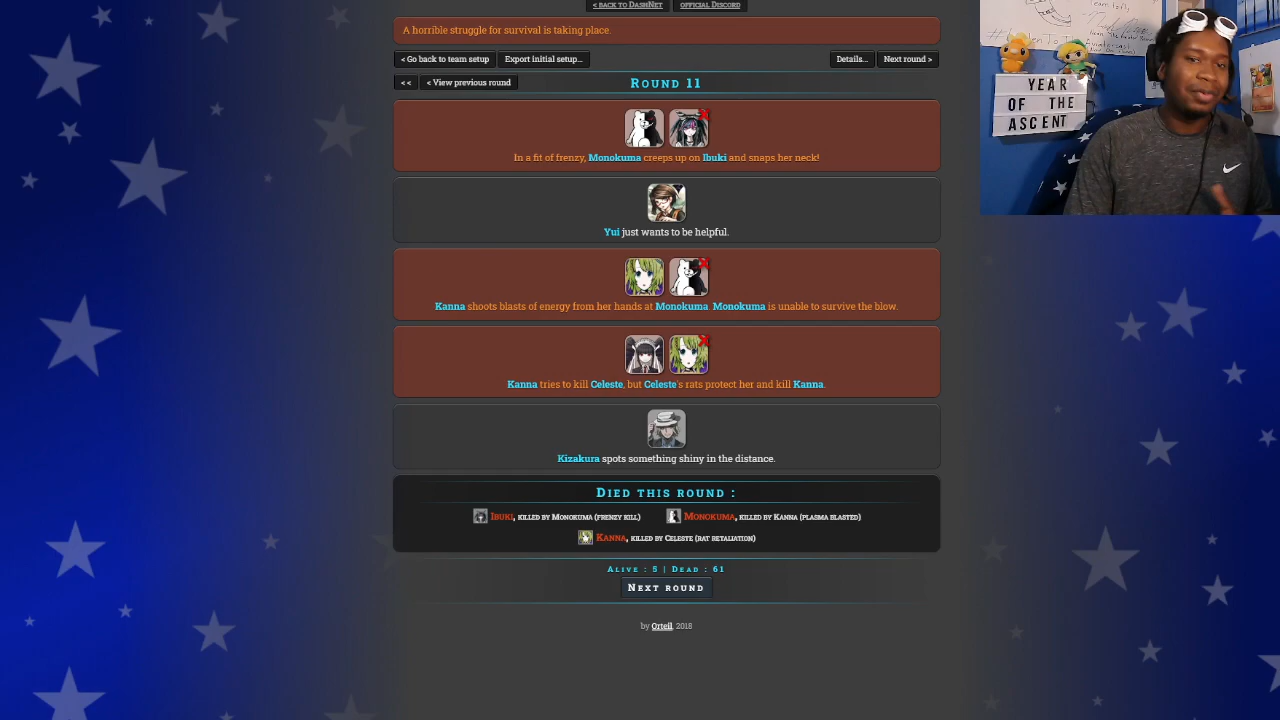 < BACK TO DASHNET
OFFICIAL DISCORD
A horrible struggle for survival is taking place.
< Go back to team setup
Export initial setup...
Details...
Next round >
<<
< View previous round
ROUND 11
In a fit of frenzy, Monokuma creeps up on Ibuki and snaps her neck!
Yui just wants to be helpful.
Kanna shoots blasts of energy from her hands at Monokuma. Monokuma is unable to survive the blow.
Kanna tries to kill Celeste, but Celeste's rats protect her and kill Kanna.
Kizakura spots something shiny in the distance.
DIED THIS ROUND :
IBUKI, KILLED BY MONOKUMA (FRENZY KILL)
MONOKUMA, KILLED BY KANNA (PLASMA BLASTED)
KANNA, KILLED BY CELESTE (RAT RETALIATION)
ALIVE : 5 | DEAD : 61
NEXT ROUND
by Orteil, 2018
YEAR
OF THE
ASCENT